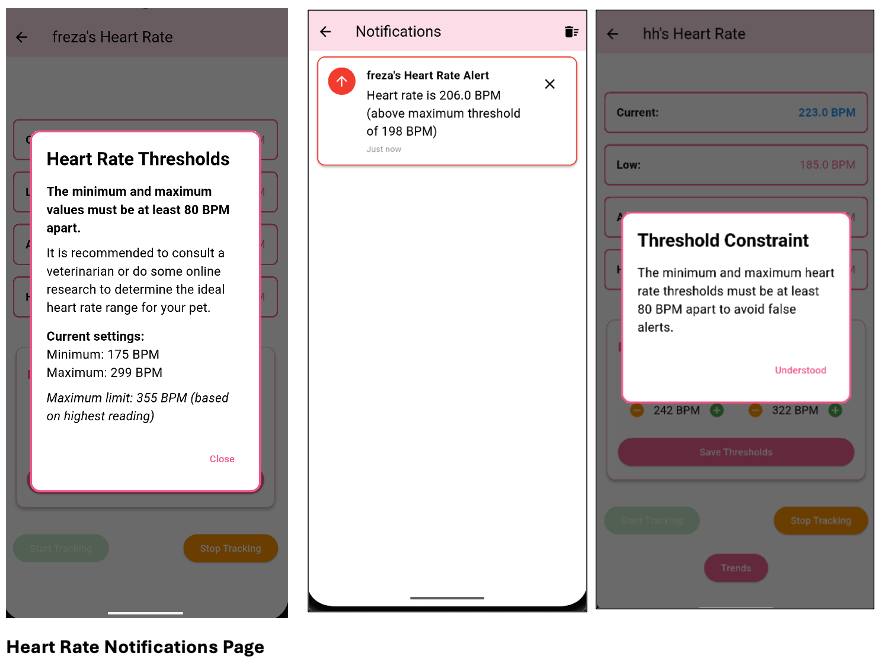 freza's Heart Rate
Heart Rate Thresholds
The minimum and maximum
values must be at least 80 BPM
apart.
It is recommended to consult a
veterinarian or do some online
research to determine the ideal
heart rate range for your pet.
Current settings:
Minimum: 175 BPM
Maximum: 299 BPM
Maximum limit: 355 BPM (based
on highest reading)
Close
Start Tracking
Stop Tracking
Notifications
freza's Heart Rate Alert
Heart rate is 206.0 BPM
(above maximum threshold
of 198 BPM)
Just now
hh's Heart Rate
Current: 223.0 BPM
Low: 185.0 BPM
Threshold Constraint
The minimum and maximum heart
rate thresholds must be at least
80 BPM apart to avoid false
alerts.
Understood
242 BPM 322 BPM
Save Thresholds
Start Tracking
Stop Tracking
Trends
Heart Rate Notifications Page